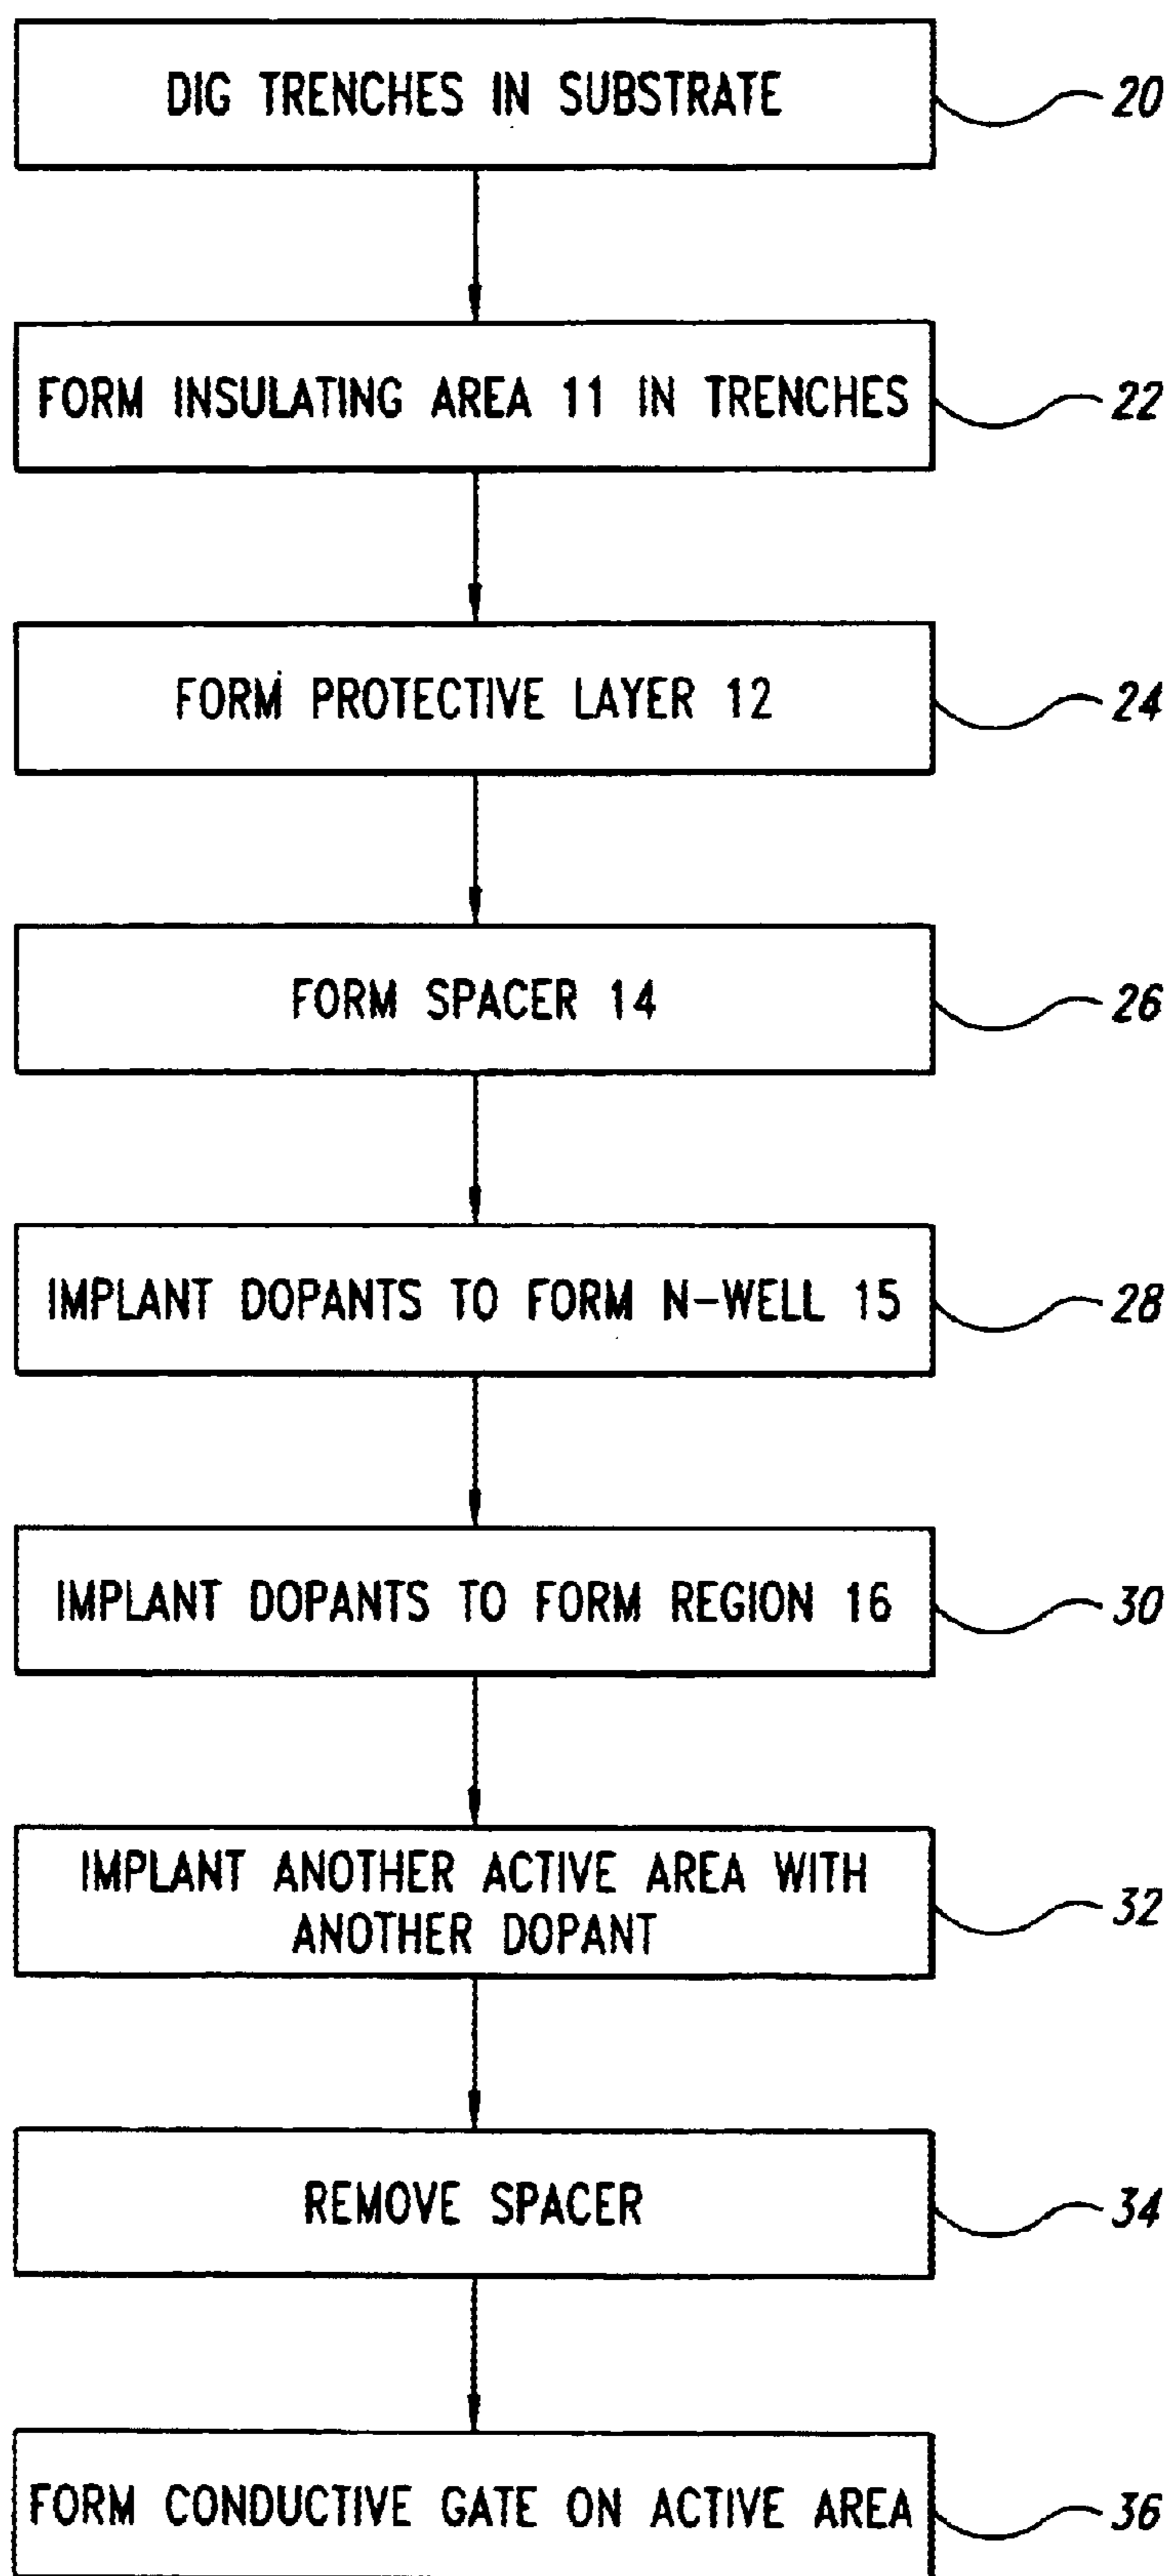 DIG TRENCHES IN SUBSTRATE
20
FORM INSULATING AREA 11 IN TRENCHES
22
FORM PROTECTIVE LAYER 12
24
FORM SPACER 14
26
IMPLANT DOPANTS TO FORM N-WELL 15
28
IMPLANT DOPANTS TO FORM REGION 16
30
IMPLANT ANOTHER ACTIVE AREA WITH
ANOTHER DOPANT
32
REMOVE SPACER
34
FORM CONDUCTIVE GATE ON ACTIVE AREA
36